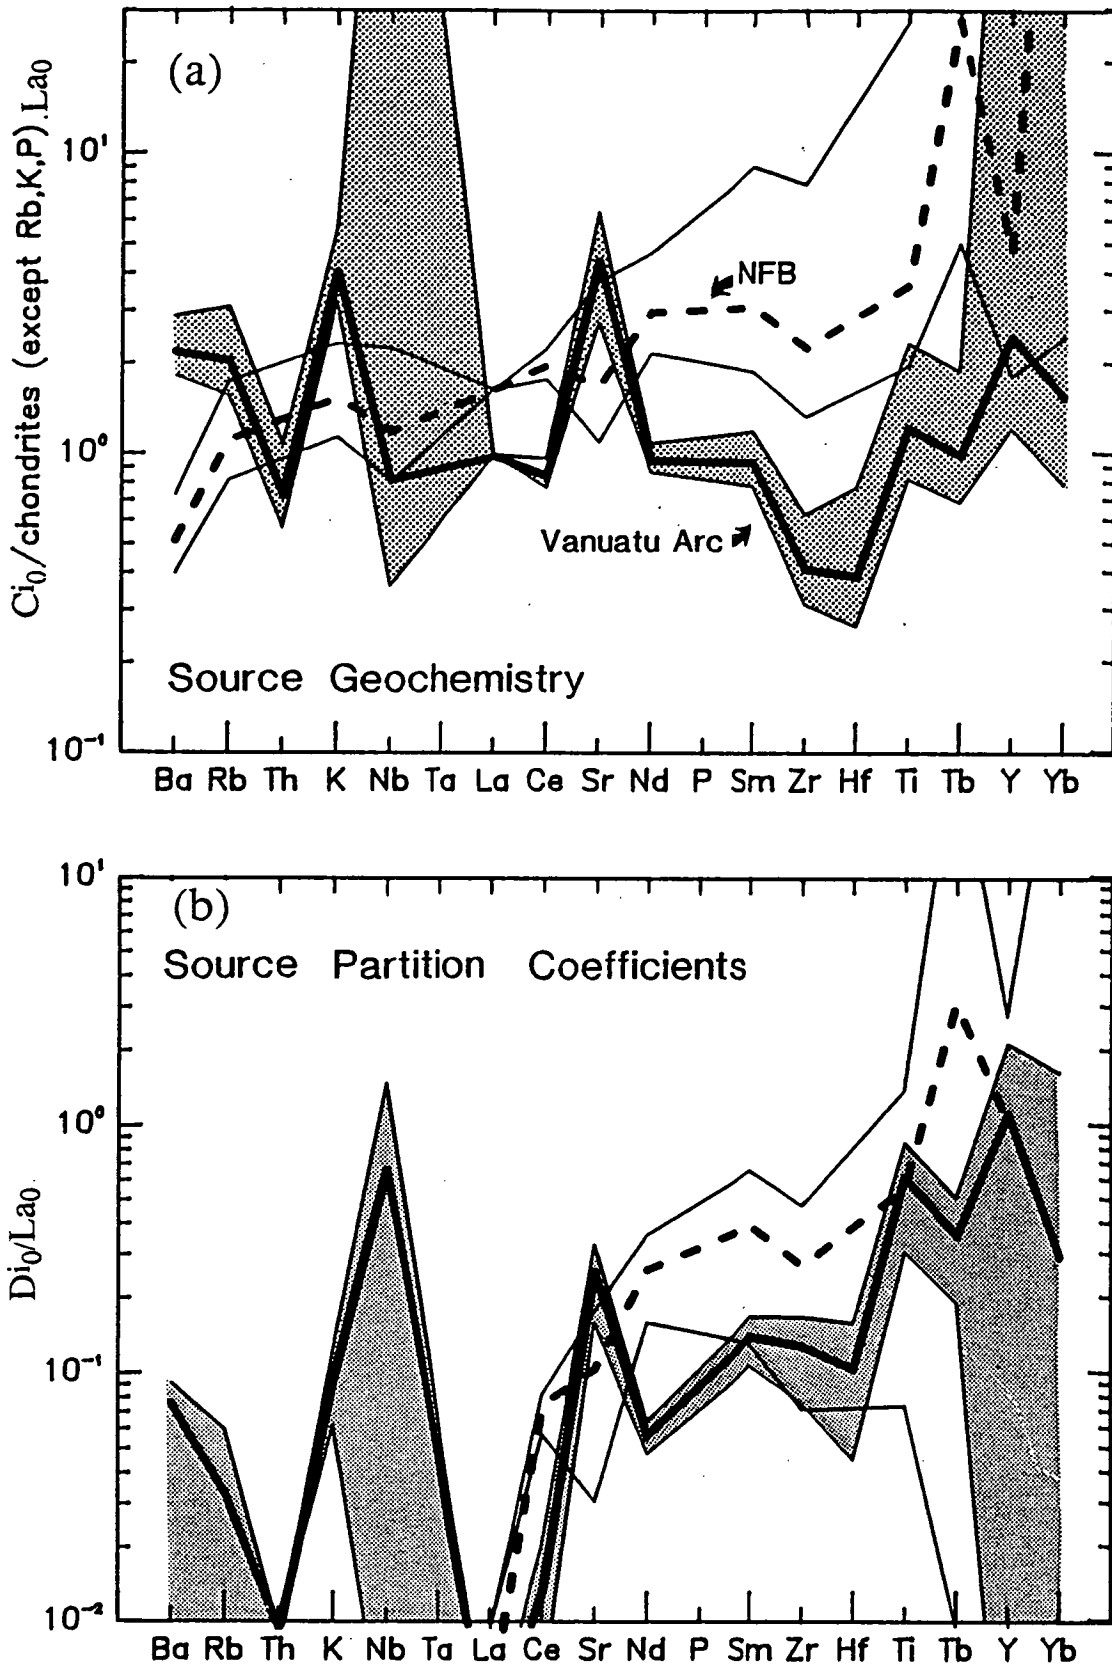 (a)
Ci₀/chondrites (except Rb,K,P).La₀
10¹
10⁰
10⁻¹
NFB
Vanuatu Arc
Source Geochemistry
Ba Rb Th K Nb Ta La Ce Sr Nd P Sm Zr Hf Ti Tb Y Yb
(b)
Source Partition Coefficients
Di₀/La₀
10¹
10⁰
10⁻¹
10⁻²
Ba Rb Th K Nb Ta La Ce Sr Nd P Sm Zr Hf Ti Tb Y Yb